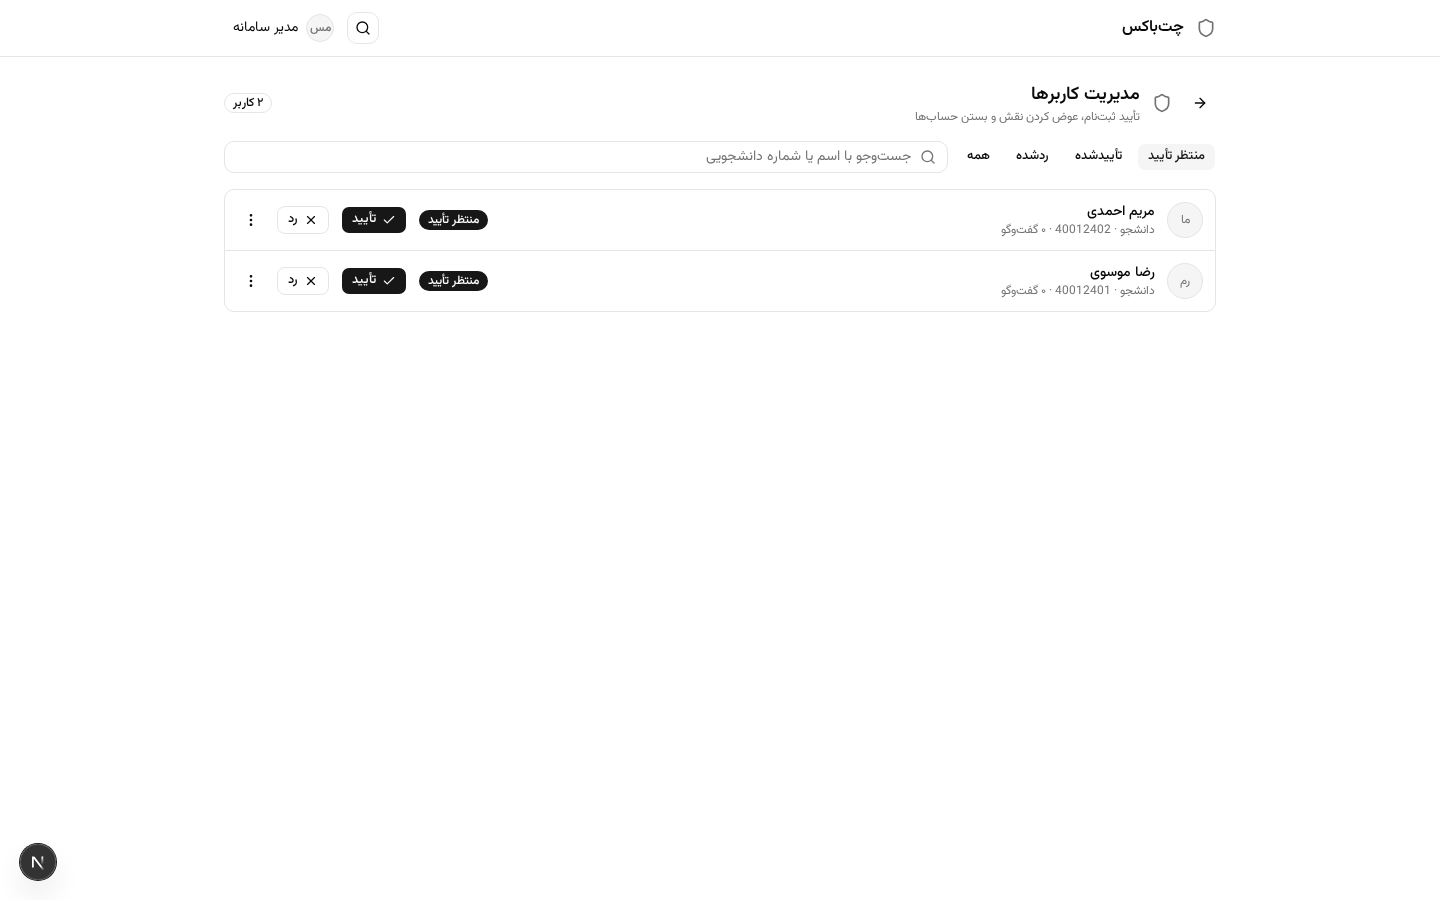 چت‌باکس
مس مدیر سامانه
مدیریت کاربرها
تأیید ثبت‌نام، عوض کردن نقش و بستن حساب‌ها
۲ کاربر
منتظر تأیید تأییدشده ردشده همه
جست‌وجو با اسم یا شماره دانشجویی
ما
مریم احمدی
دانشجو · 40012402 · ۰ گفت‌وگو
منتظر تأیید تأیید رد
رم
رضا موسوی
دانشجو · 40012401 · ۰ گفت‌وگو
منتظر تأیید تأیید رد
N